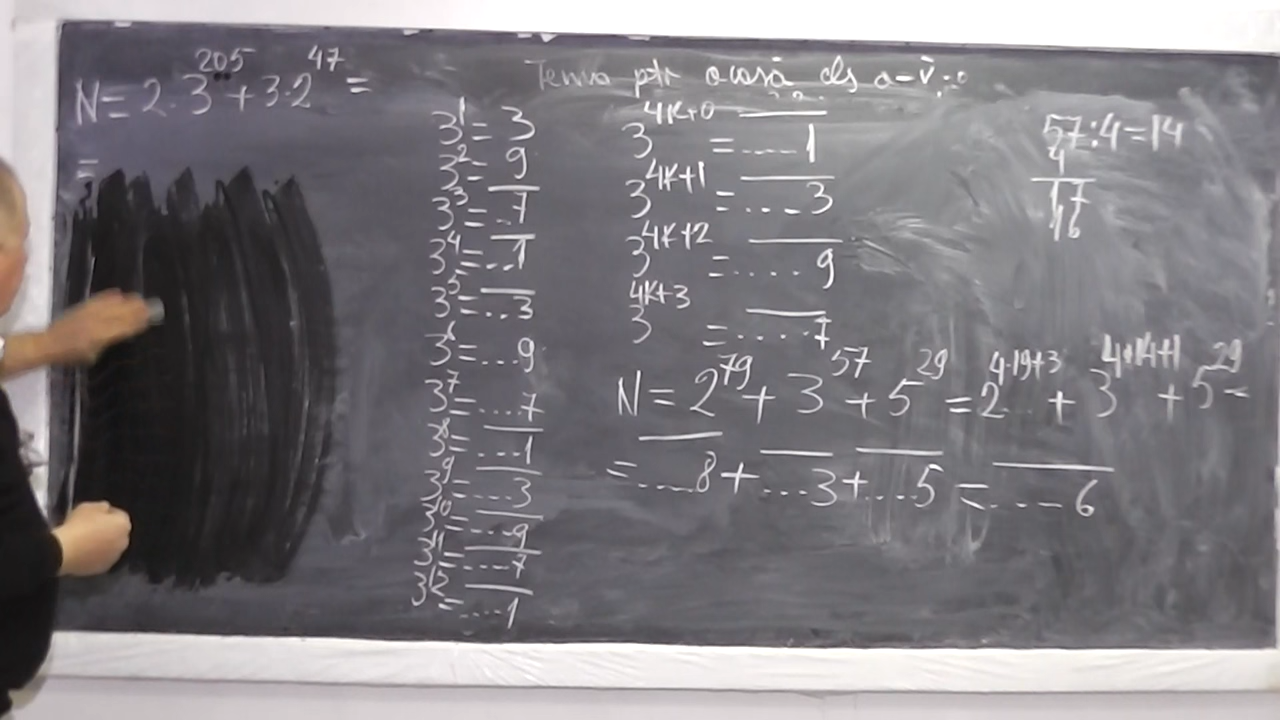 N = 2·3^205 + 3·2^47 =
=
Tema ptr acasă cls a-V-a
3^1 = 3
3^2 = 9
3^3 = ...7
3^4 = ...1
3^5 = ...3
3^6 = ...9
3^7 = ....7
3^8 = ....1
3^9 = ....3
3^10 = ....9
3^11 = .....7
3^12 = ....1
3^(4K+0) = .....1
3^(4K+1) = ....3
3^(4K+2) = ..... 9
3^(4K+3) = ......7
57:4=14
4
17
16
N = 2^79 + 3^57 + 5^29 = 2^(4·19+3) + 3^(4·14+1) + 5^29 =
= .....8 + ...3 + ...5 = .... 6